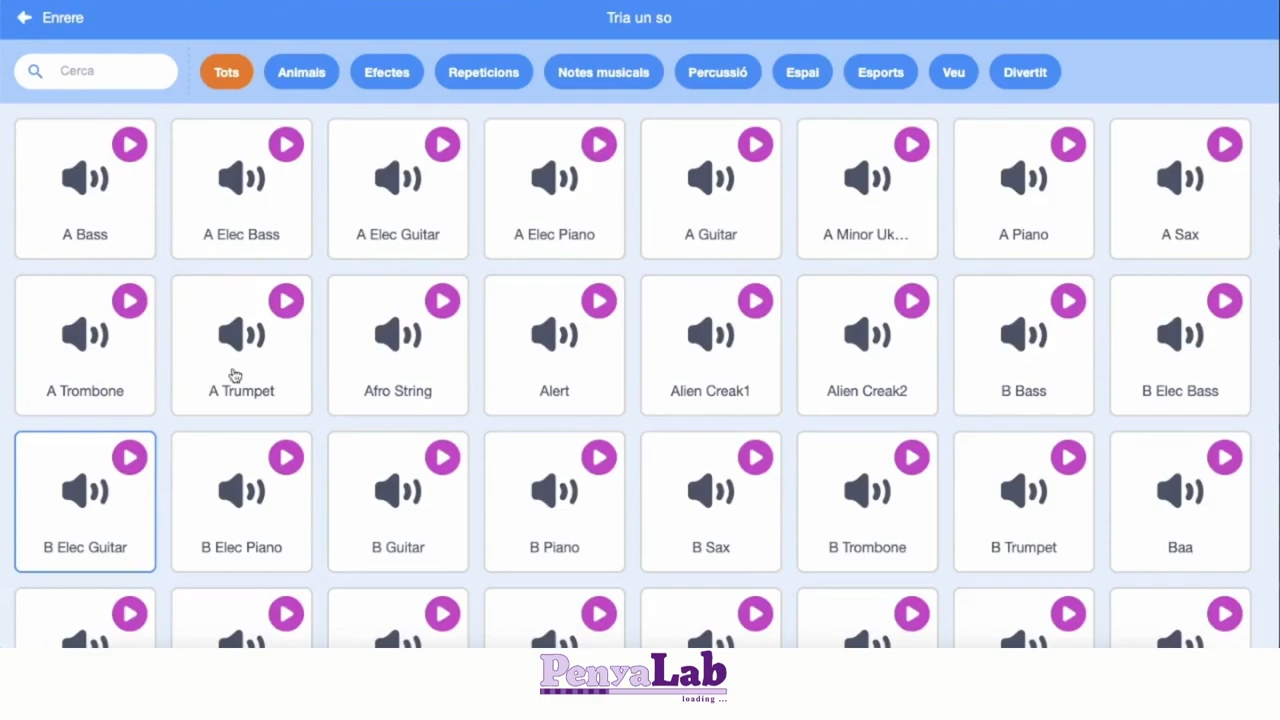 Enrere
Tria un so
Cerca
Tots
Animals
Efectes
Repeticions
Notes musicals
Percussió
Espai
Esports
Veu
Divertit
A Bass
A Elec Bass
A Elec Guitar
A Elec Piano
A Guitar
A Minor Uk...
A Piano
A Sax
A Trombone
A Trumpet
Afro String
Alert
Alien Creak1
Alien Creak2
B Bass
B Elec Bass
B Elec Guitar
B Elec Piano
B Guitar
B Piano
B Sax
B Trombone
B Trumpet
Baa
PenyaLab
loading ...